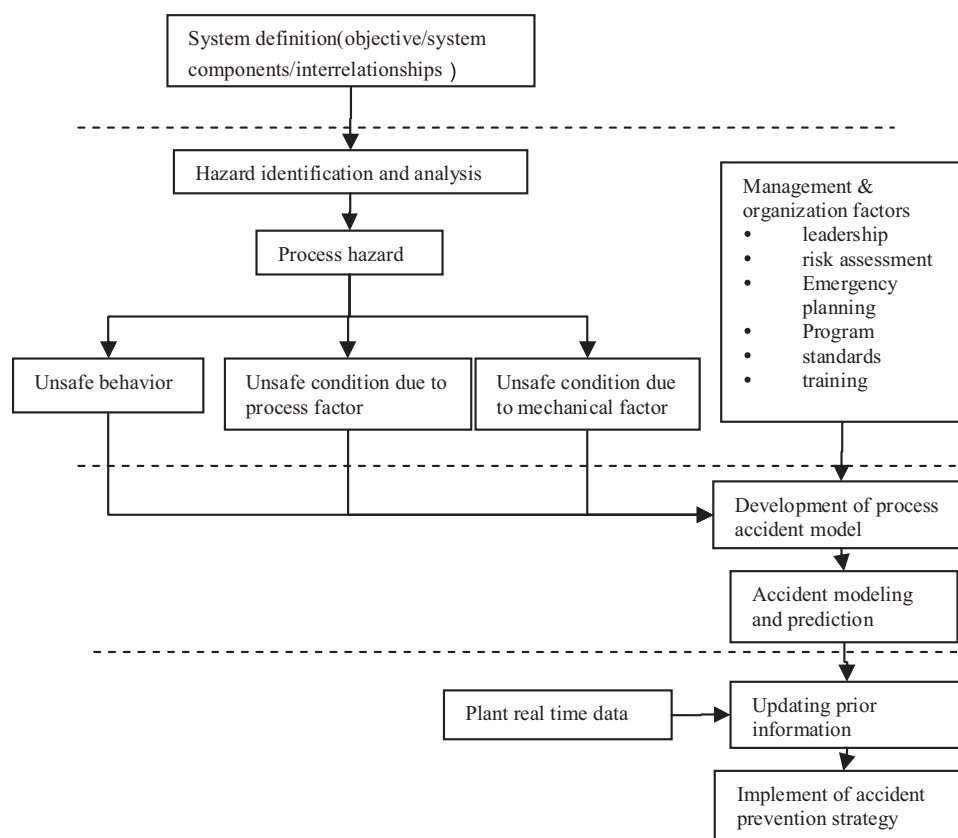 System definition(objective/system
components/interrelationships )
Hazard identification and analysis
Process hazard
Unsafe behavior
Unsafe condition due to
process factor
Unsafe condition due
to mechanical factor
Management &
organization factors
• leadership
• risk assessment
• Emergency
planning
• Program
• standards
• training
Development of process
accident model
Accident modeling
and prediction
Plant real time data
Updating prior
information
Implement of accident
prevention strategy